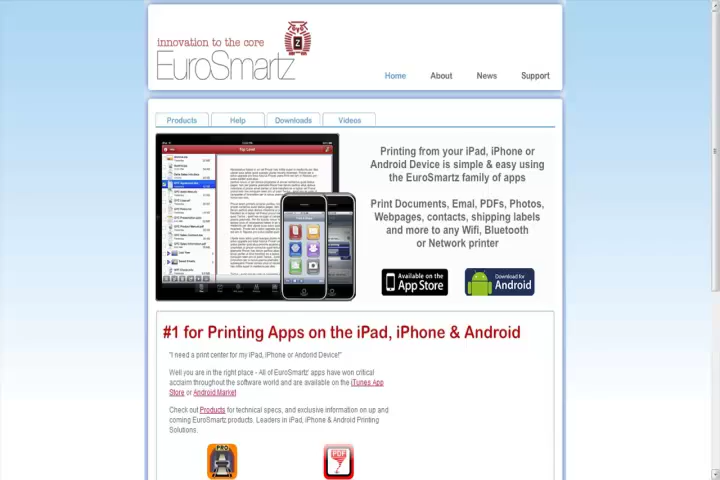 innovation to the core
EuroSmartz
Home About News Support
Products Help Downloads Videos
Printing from your iPad, iPhone or
Android Device is simple & easy using
the EuroSmartz family of apps
Print Documents, Emal, PDFs, Photos,
Webpages, contacts, shipping labels
and more to any Wifi, Bluetooth
or Network printer
Available on the
App Store
Download for
Android
#1 for Printing Apps on the iPad, iPhone & Android
"I need a print center for my iPad, iPhone or Andorid Device!"
Well you are in the right place - All of EuroSmartz' apps have won critical
acclaim throughout the software world and are available on the iTunes App
Store or Android Market
Check out Products for technical specs, and exclusive information on up and
coming EuroSmartz products. Leaders in iPad, iPhone & Android Printing
Solutions.
PRO
PDF